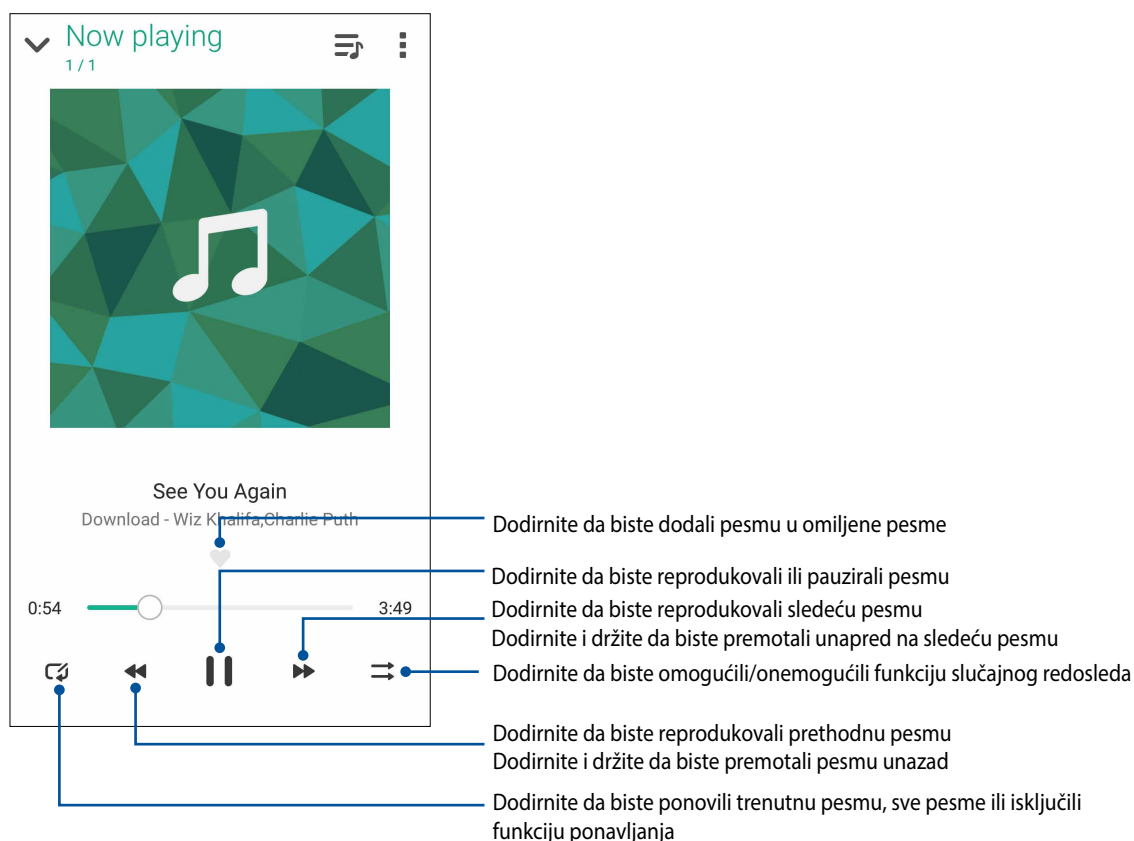 Now playing
1 / 1
See You Again
Download - Wiz Khalifa,Charlie Puth
0:54
3:49
Dodirnite da biste dodali pesmu u omiljene pesme
Dodirnite da biste reprodukovali ili pauzirali pesmu
Dodirnite da biste reprodukovali sledeću pesmu
Dodirnite i držite da biste premotali unapred na sledeću pesmu
Dodirnite da biste omogućili/onemogućili funkciju slučajnog redosleda
Dodirnite da biste reprodukovali prethodnu pesmu
Dodirnite i držite da biste premotali pesmu unazad
Dodirnite da biste ponovili trenutnu pesmu, sve pesme ili isključili
funkciju ponavljanja